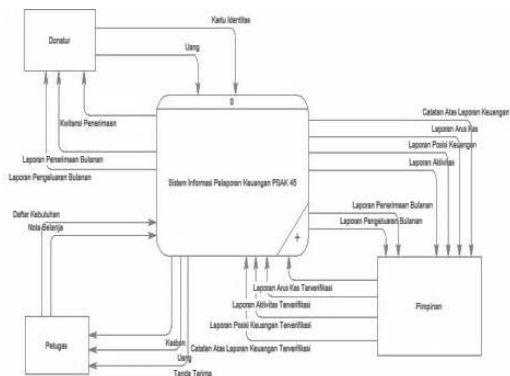 Kartu Identitas
Donatur
Uang
0
Kwitansi Penerimaan
Catatan Atas Laporan Keuangan
Laporan Arus Kas
Laporan Posisi Keuangan
Laporan Aktivitas
Laporan Penerimaan Bulanan
Laporan Pengeluaran Bulanan
Sistem Informasi Pelaporan Keuangan PSAK 45
Daftar Kebutuhan
Nota Belanja
Laporan Penerimaan Bulanan
Laporan Pengeluaran Bulanan
+
Laporan Arus Kas Terverifikasi
Laporan Aktivitas Terverifikasi
Laporan Posisi Keuangan Terverifikasi
Catatan Atas Laporan Keuangan Terverifikasi
Pimpinan
Petugas
Kasbon
Uang
Tanda Terima